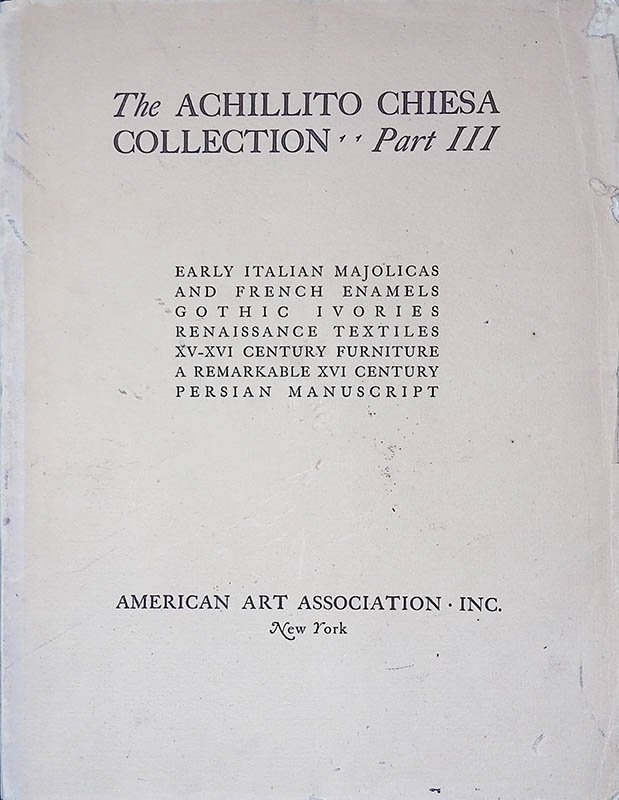 The ACHILLITO CHIESA
COLLECTION ′ ′ Part III
EARLY ITALIAN MAJOLICAS
AND FRENCH ENAMELS
GOTHIC IVORIES
RENAISSANCE TEXTILES
XV-XVI CENTURY FURNITURE
A REMARKABLE XVI CENTURY
PERSIAN MANUSCRIPT
AMERICAN ART ASSOCIATION · INC.
New York